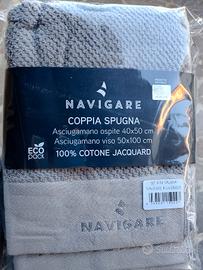 NAVIGARE
COPPIA SPUGNA
Asciugamano ospite 40x50 cm
Asciugamano viso 50x100 cm
100% COTONE JACQUARD
ECO
pack
NAVIGARE